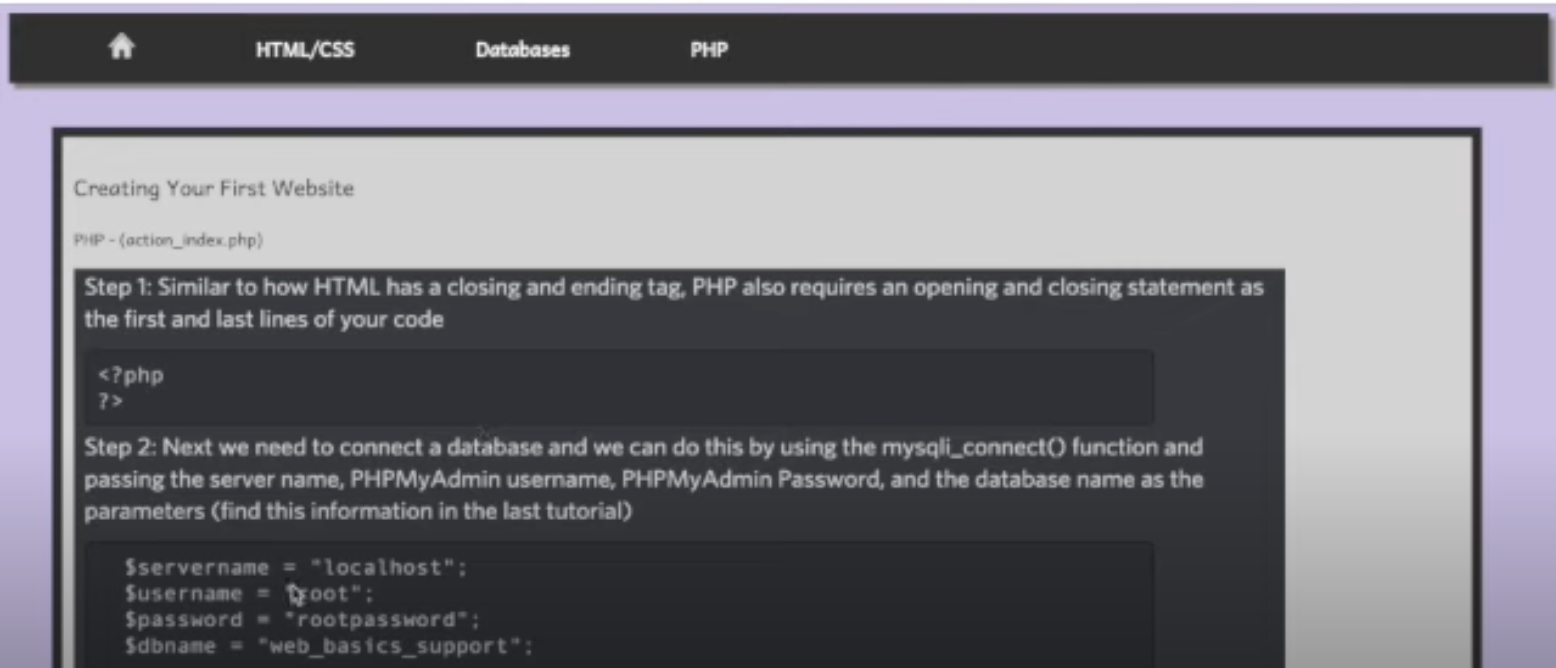 HTML/CSS Databases PHP
Creating Your First Website
PHP - (action_index.php)
Step 1: Similar to how HTML has a closing and ending tag, PHP also requires an opening and closing statement as
the first and last lines of your code
<?php
?>
Step 2: Next we need to connect a database and we can do this by using the mysqli_connect() function and
passing the server name, PHPMyAdmin username, PHPMyAdmin Password, and the database name as the
parameters (find this information in the last tutorial)
$servername = "localhost";
$username = "root";
$password = "rootpassword";
$dbname = "web_basics_support";